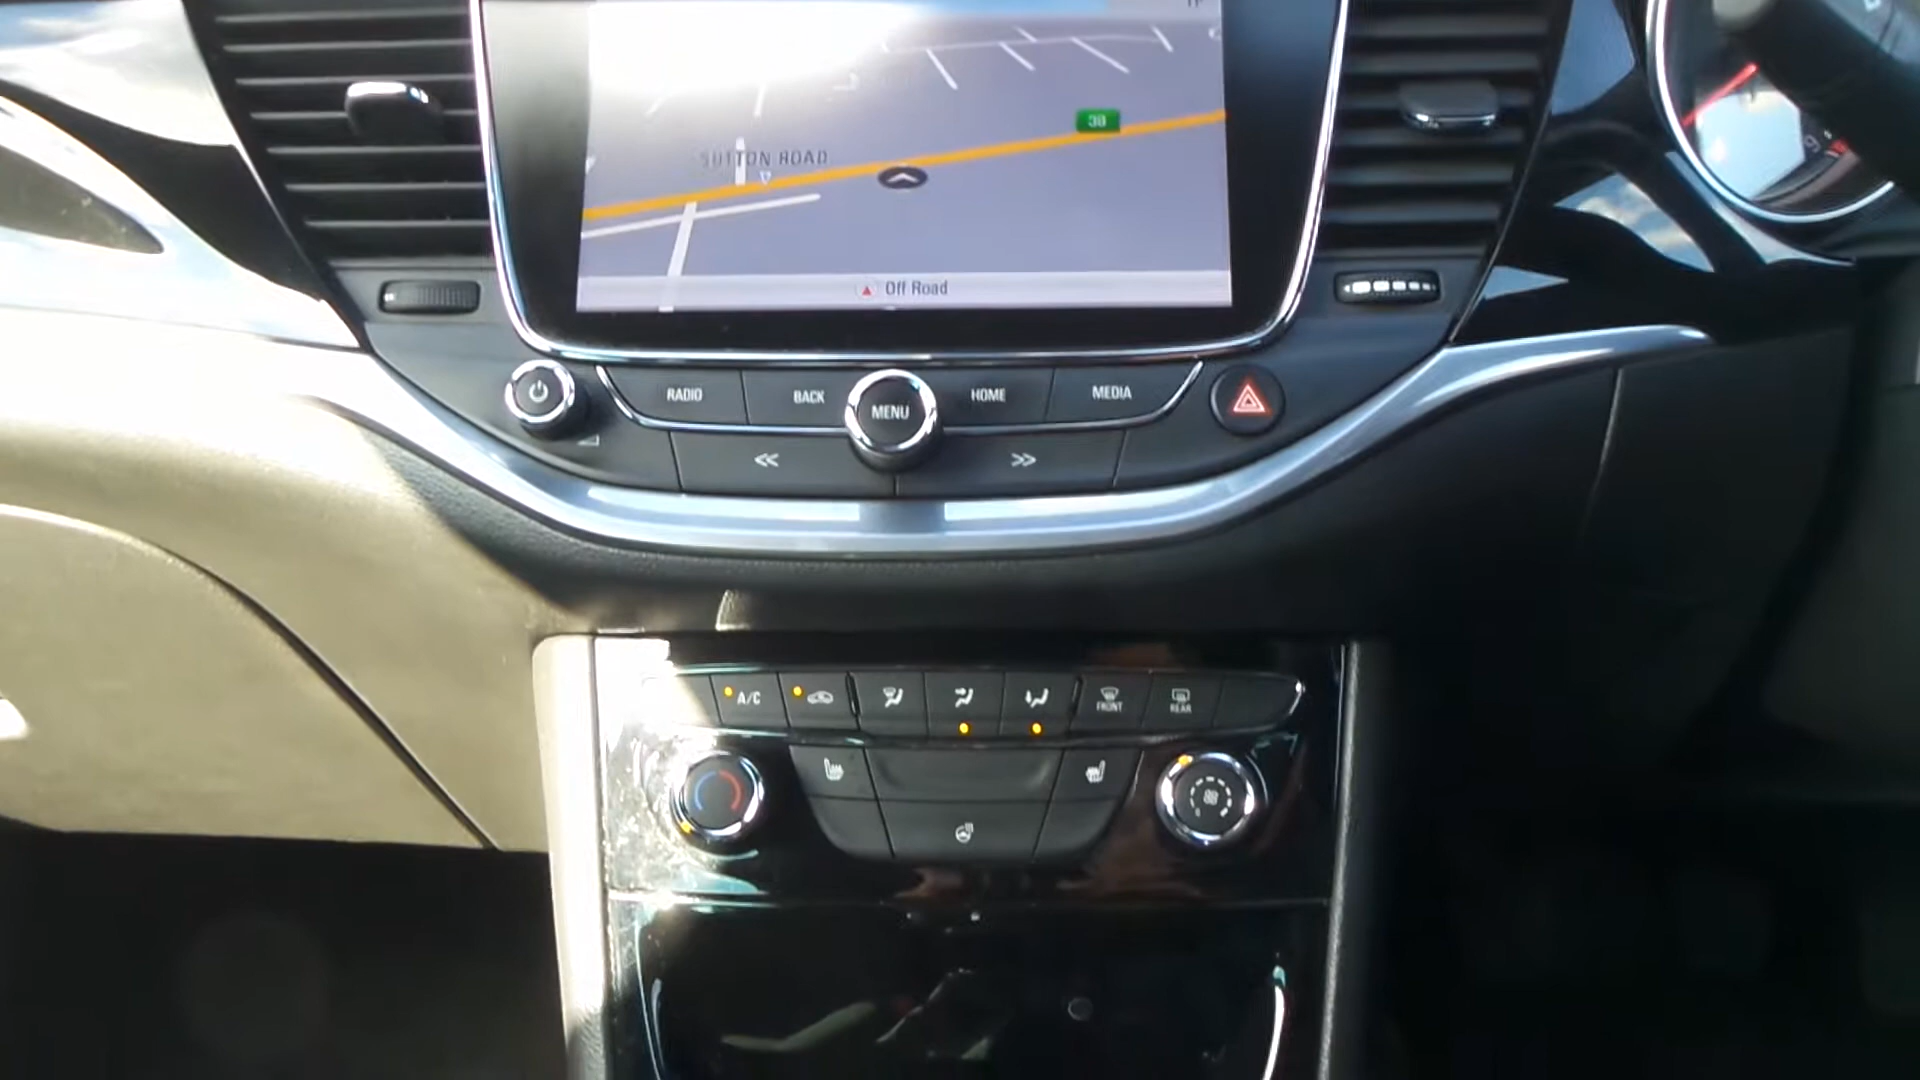 38
SUTTON ROAD
Off Road
RADIO
BACK
MENU
HOME
MEDIA
A/C
FRONT
REAR